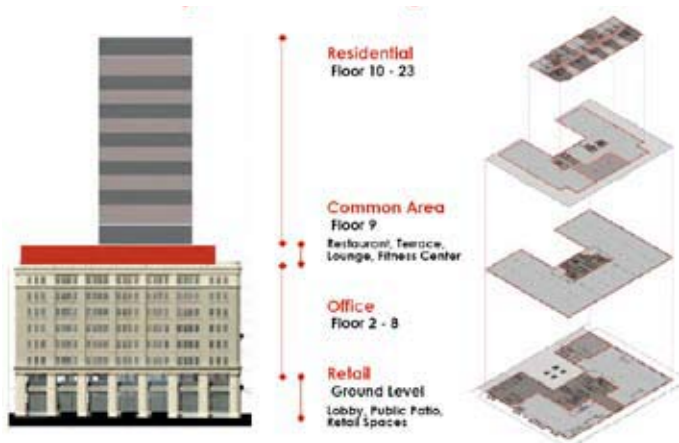 Residential
Floor 10 - 23
Common Area
Floor 9
Restaurant, Terrace,
Lounge, Fitness Center
Office
Floor 2 - 8
Retail
Ground Level
Lobby, Public Patio,
Retail Spaces